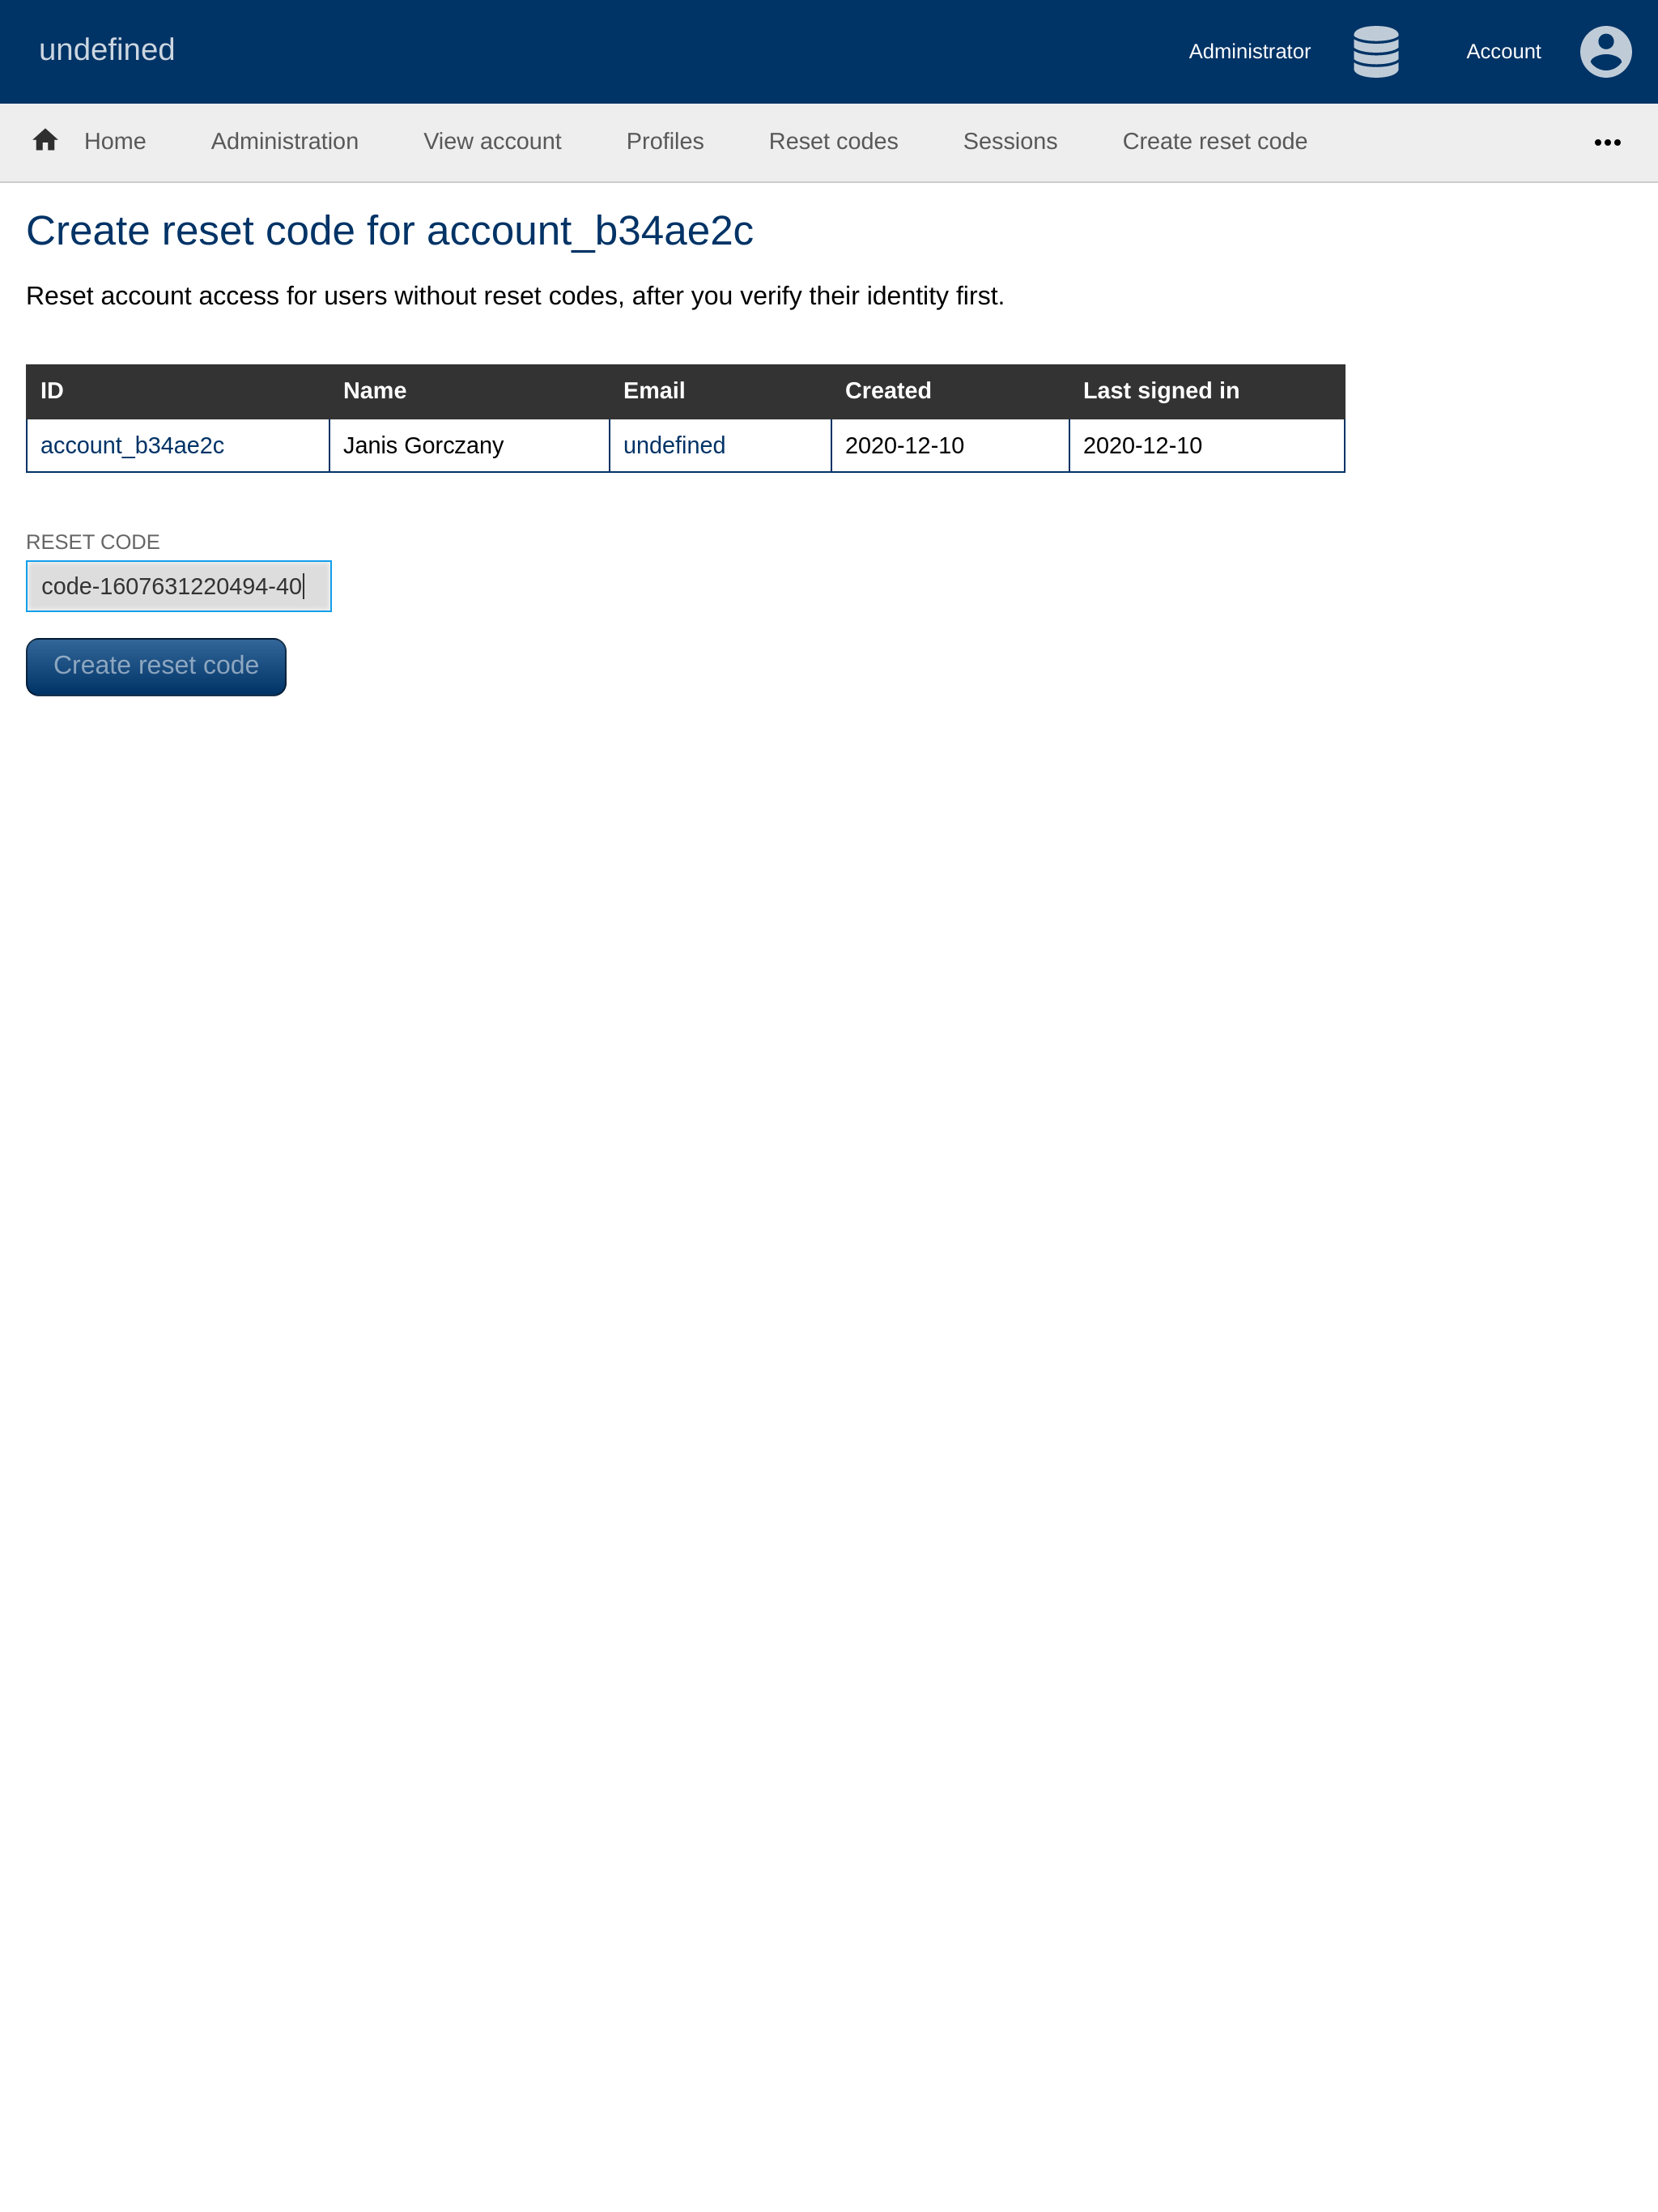 undefined
Administrator Account
Home Administration View account Profiles Reset codes Sessions Create reset code
Create reset code for account_b34ae2c
Reset account access for users without reset codes, after you verify their identity first.
ID Name Email Created Last signed in
account_b34ae2c Janis Gorczany undefined 2020-12-10 2020-12-10
RESET CODE
code-1607631220494-40
Create reset code